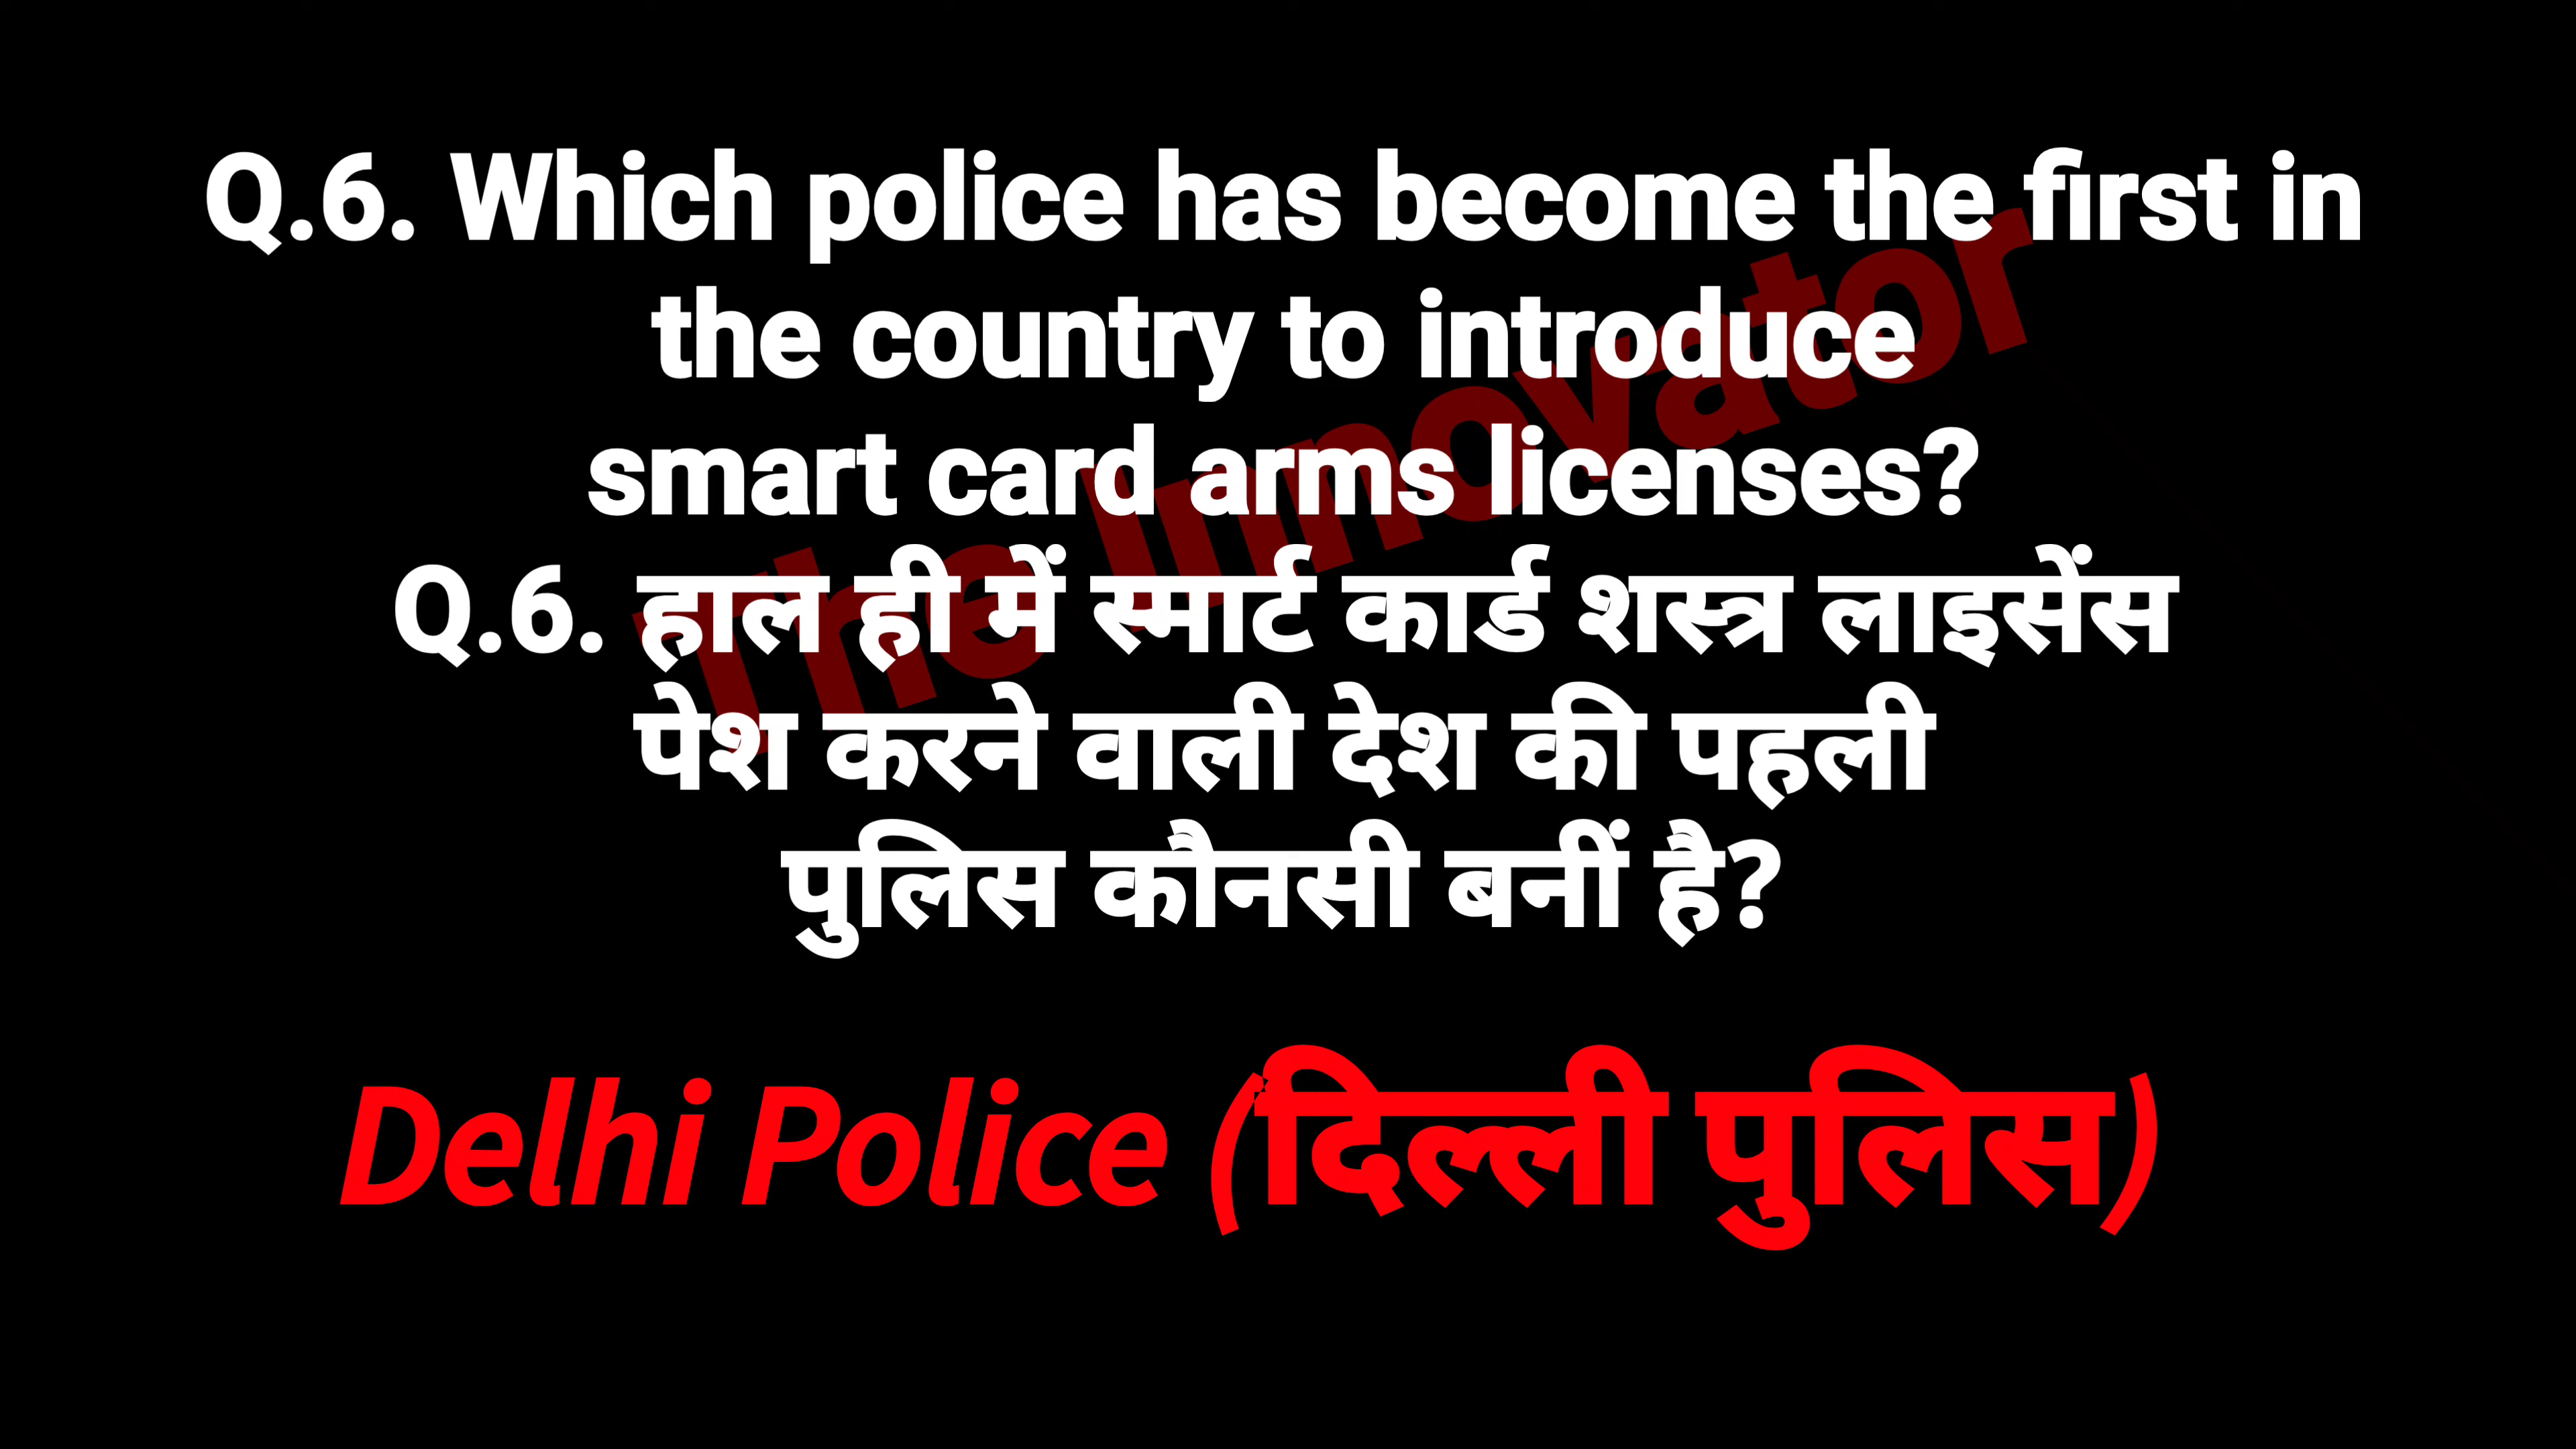 Q.6. Which police has become the first in
the country to introduce
smart card arms licenses?
Q.6. हाल ही में स्मार्ट कार्ड शस्त्र लाइसेंस
पेश करने वाली देश की पहली
पुलिस कौनसी बनीं है?
Delhi Police (दिल्ली पुलिस)
The Innovator